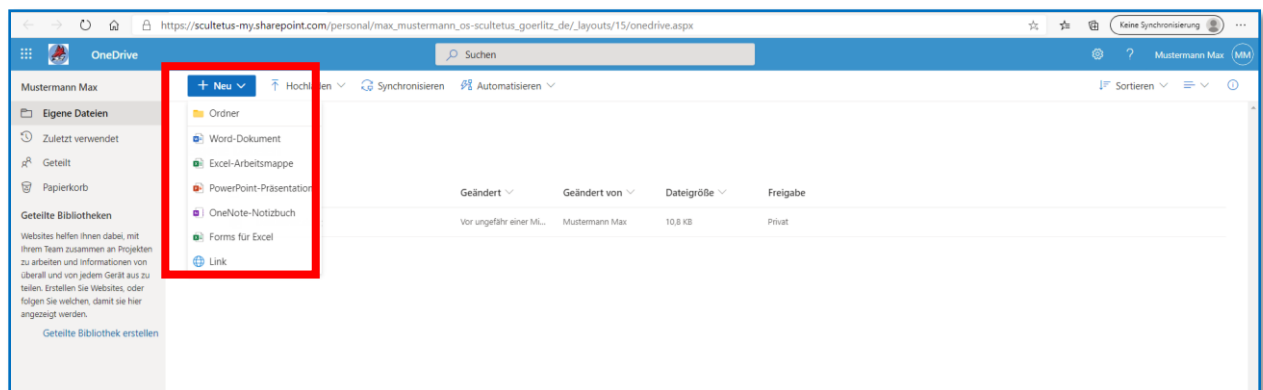 https://scultetus-my.sharepoint.com/personal/max_mustermann_os-scultetus_goerlitz_de/_layouts/15/onedrive.aspx
Keine Synchronisierung
OneDrive
Suchen
?
Mustermann Max
MM
Mustermann Max
+ Neu
Hochladen
Synchronisieren
Automatisieren
Sortieren
Eigene Dateien
Zuletzt verwendet
Geteilt
Papierkorb
Geteilte Bibliotheken
Websites helfen Ihnen dabei, mit
Ihrem Team zusammen an Projekten
zu arbeiten und Informationen von
überall und von jedem Gerät aus zu
teilen. Erstellen Sie Websites, oder
folgen Sie welchen, damit sie hier
angezeigt werden.
Geteilte Bibliothek erstellen
Ordner
Word-Dokument
Excel-Arbeitsmappe
PowerPoint-Präsentation
OneNote-Notizbuch
Forms für Excel
Link
Geändert
Geändert von
Dateigröße
Freigabe
Vor ungefähr einer Mi...
Mustermann Max
10,8 KB
Privat